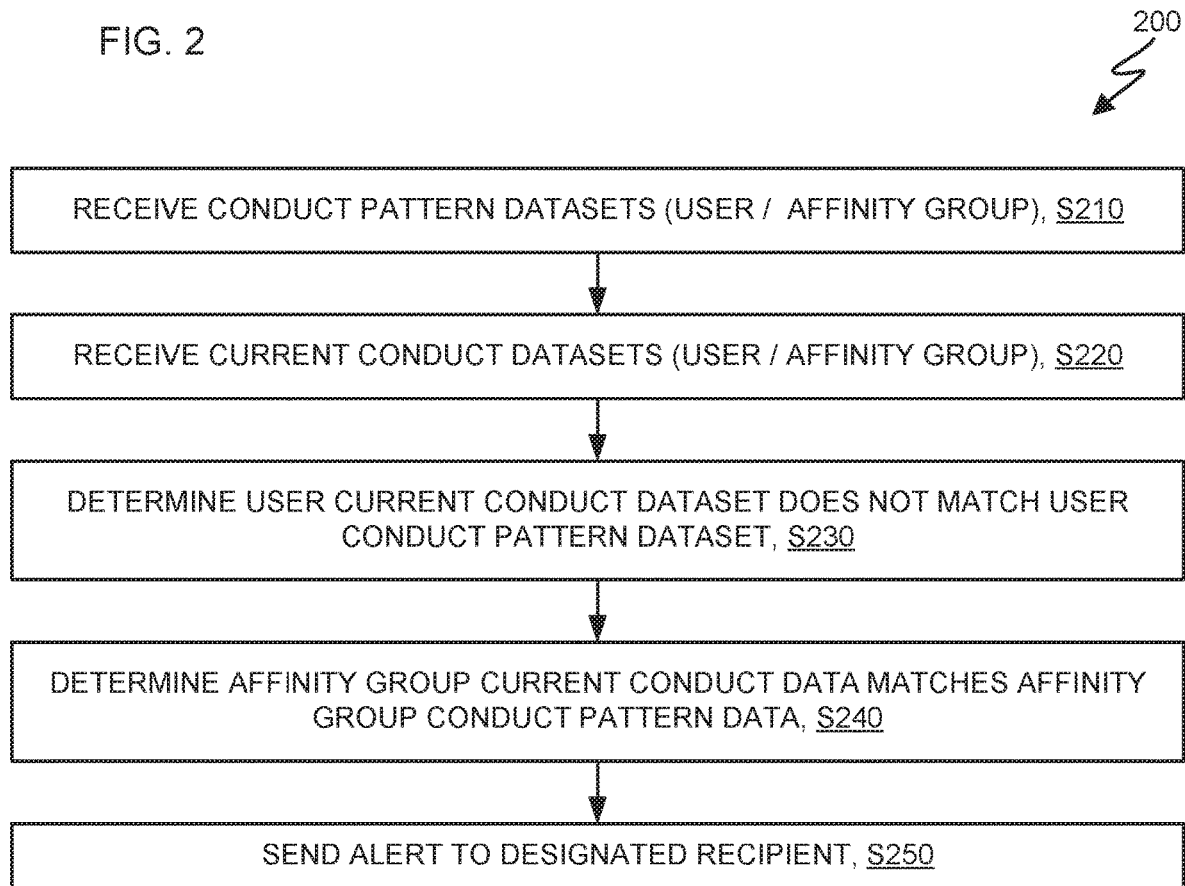 FIG. 2
200
RECEIVE CONDUCT PATTERN DATASETS (USER / AFFINITY GROUP), S210
RECEIVE CURRENT CONDUCT DATASETS (USER / AFFINITY GROUP), S220
DETERMINE USER CURRENT CONDUCT DATASET DOES NOT MATCH USER
CONDUCT PATTERN DATASET, S230
DETERMINE AFFINITY GROUP CURRENT CONDUCT DATA MATCHES AFFINITY
GROUP CONDUCT PATTERN DATA, S240
SEND ALERT TO DESIGNATED RECIPIENT, S250